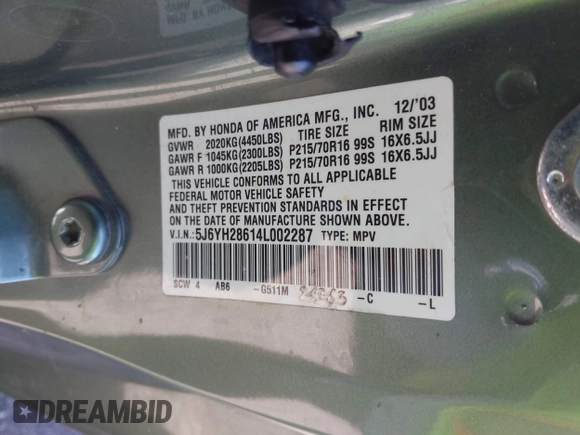 MFD. BY HONDA OF AMERICA MFG., INC. 12/'03
GVWR 2020KG(4450LBS) TIRE SIZE RIM SIZE
GAWR F 1045KG(2300LBS) P215/70R16 99S 16X6.5JJ
GAWR R 1000KG(2205LBS) P215/70R16 99S 16X6.5JJ
THIS VEHICLE CONFORMS TO ALL APPLICABLE
FEDERAL MOTOR VEHICLE SAFETY
AND THEFT PREVENTION STANDARDS IN EFFECT
ON THE DATE OF MANUFACTURE SHOWN ABOVE.
V.I.N.: 5J6YH28614L002287 TYPE: MPV
SCW 4 AB6 -G511M -C -L
DREAMBID